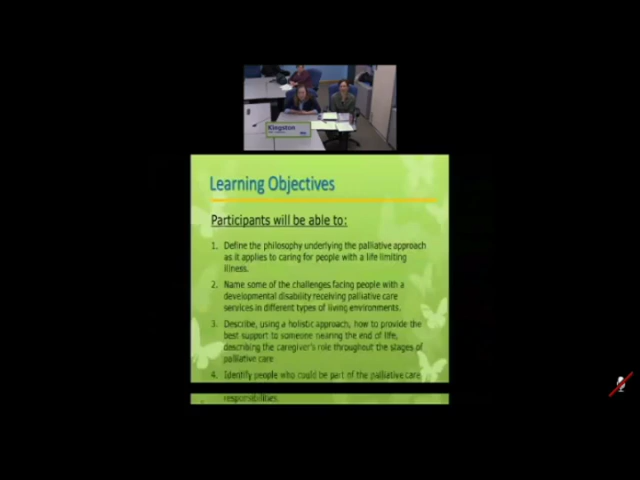 Kingston
Learning Objectives
Participants will be able to:
1. Define the philosophy underlying the palliative approach
as it applies to caring for people with a life limiting
illness.
2. Name some of the challenges facing people with a
developmental disability receiving palliative care
services in different types of living environments.
3. Describe, using a holistic approach, how to provide the
best support to someone nearing the end of life,
describing the caregiver's role throughout the stages of
palliative care
4. Identify people who could be part of the palliative care
responsibilities.